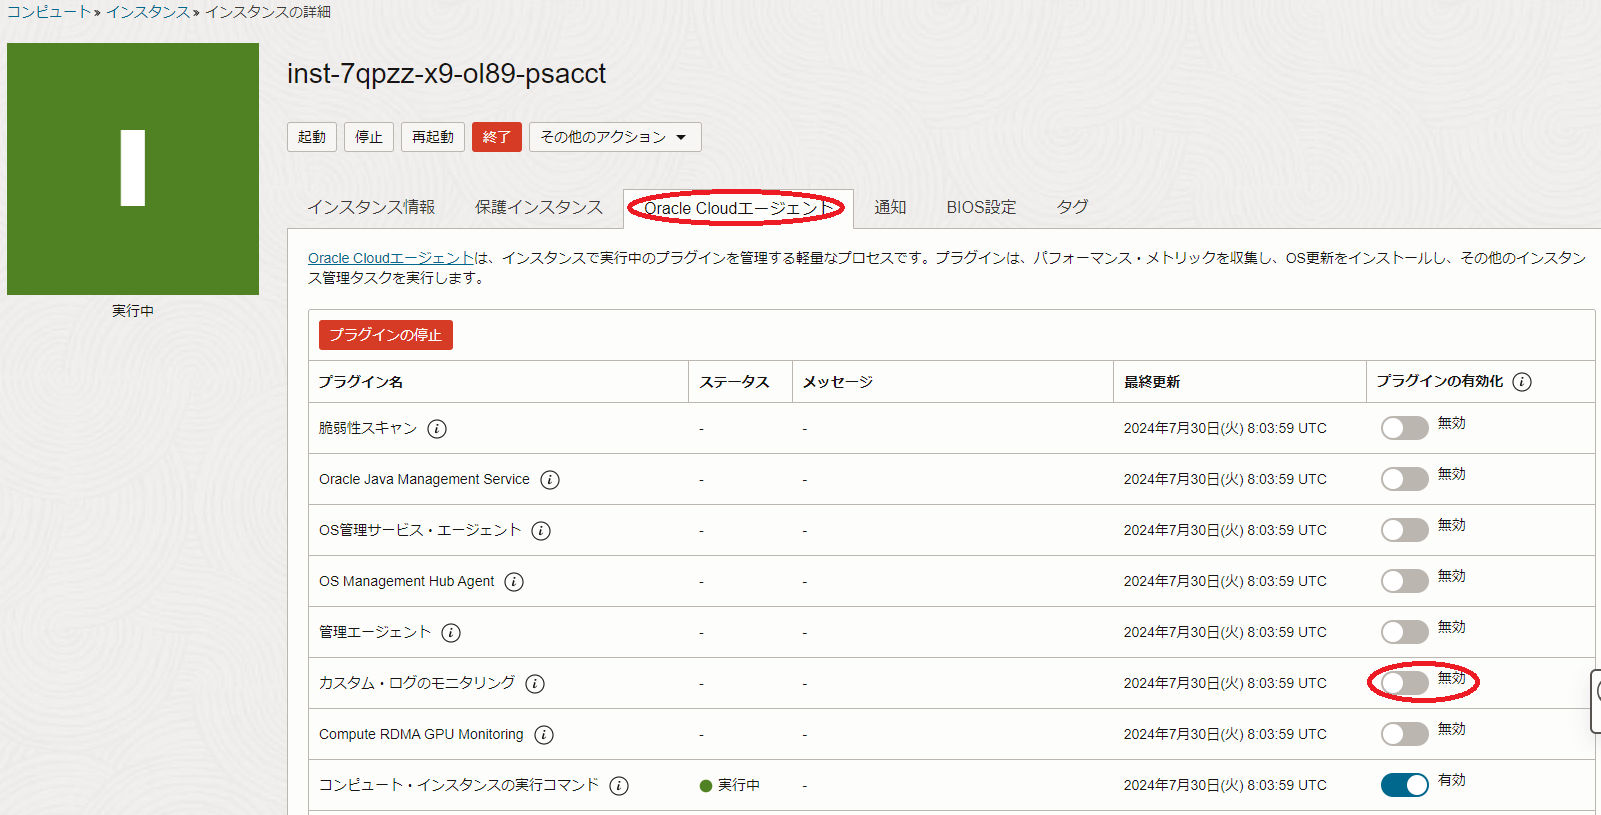 コンピュート » インスタンス » インスタンスの詳細
inst-7qpzz-x9-ol89-psacct
起動 停止 再起動 終了 その他のアクション
実行中
インスタンス情報 保護インスタンス Oracle Cloudエージェント 通知 BIOS設定 タグ
Oracle Cloudエージェントは、インスタンスで実行中のプラグインを管理する軽量なプロセスです。プラグインは、パフォーマンス・メトリックを収集し、OS更新をインストールし、その他のインスタン
ス管理タスクを実行します。
プラグインの停止
プラグイン名 ステータス メッセージ 最終更新 プラグインの有効化
脆弱性スキャン - - 2024年7月30日(火) 8:03:59 UTC 無効
Oracle Java Management Service - - 2024年7月30日(火) 8:03:59 UTC 無効
OS管理サービス・エージェント - - 2024年7月30日(火) 8:03:59 UTC 無効
OS Management Hub Agent - - 2024年7月30日(火) 8:03:59 UTC 無効
管理エージェント - - 2024年7月30日(火) 8:03:59 UTC 無効
カスタム・ログのモニタリング - - 2024年7月30日(火) 8:03:59 UTC 無効
Compute RDMA GPU Monitoring - - 2024年7月30日(火) 8:03:59 UTC 無効
コンピュート・インスタンスの実行コマンド 実行中 - 2024年7月30日(火) 8:03:59 UTC 有効